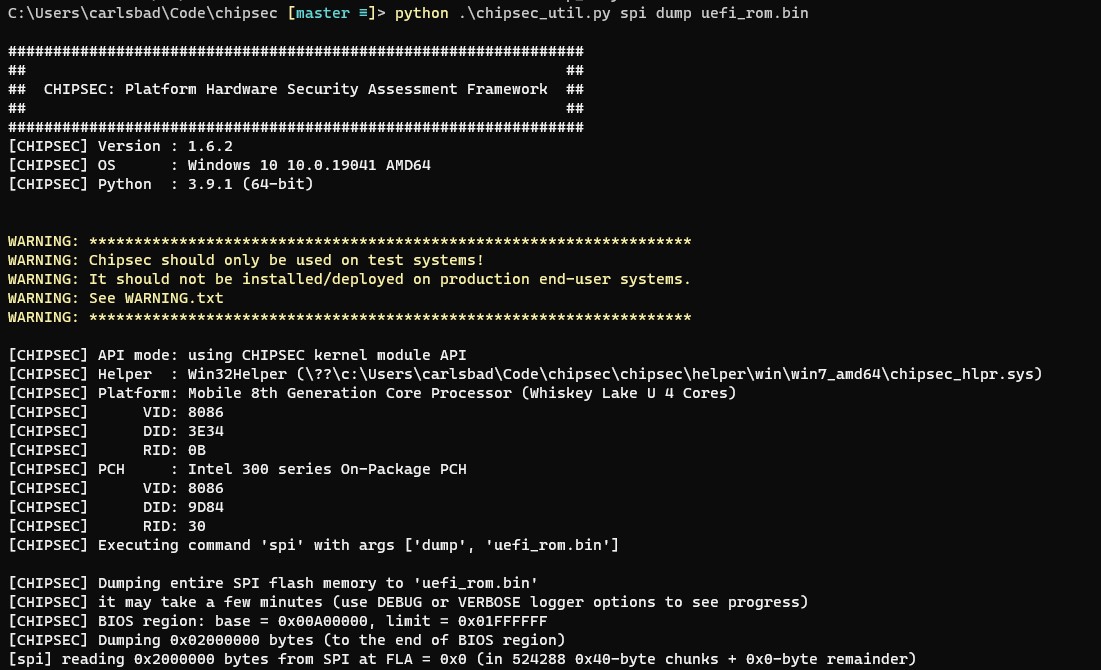 C:\Users\carlsbad\Code\chipsec [master ≡]> python .\chipsec_util.py spi dump uefi_rom.bin
################################################################
##                                                            ##
##  CHIPSEC: Platform Hardware Security Assessment Framework  ##
##                                                            ##
################################################################
[CHIPSEC] Version : 1.6.2
[CHIPSEC] OS      : Windows 10 10.0.19041 AMD64
[CHIPSEC] Python  : 3.9.1 (64-bit)
WARNING: *******************************************************************
WARNING: Chipsec should only be used on test systems!
WARNING: It should not be installed/deployed on production end-user systems.
WARNING: See WARNING.txt
WARNING: *******************************************************************
[CHIPSEC] API mode: using CHIPSEC kernel module API
[CHIPSEC] Helper  : Win32Helper (\??\c:\Users\carlsbad\Code\chipsec\chipsec\helper\win\win7_amd64\chipsec_hlpr.sys)
[CHIPSEC] Platform: Mobile 8th Generation Core Processor (Whiskey Lake U 4 Cores)
[CHIPSEC]      VID: 8086
[CHIPSEC]      DID: 3E34
[CHIPSEC]      RID: 0B
[CHIPSEC] PCH     : Intel 300 series On-Package PCH
[CHIPSEC]      VID: 8086
[CHIPSEC]      DID: 9D84
[CHIPSEC]      RID: 30
[CHIPSEC] Executing command 'spi' with args ['dump', 'uefi_rom.bin']
[CHIPSEC] Dumping entire SPI flash memory to 'uefi_rom.bin'
[CHIPSEC] it may take a few minutes (use DEBUG or VERBOSE logger options to see progress)
[CHIPSEC] BIOS region: base = 0x00A00000, limit = 0x01FFFFFF
[CHIPSEC] Dumping 0x02000000 bytes (to the end of BIOS region)
[spi] reading 0x2000000 bytes from SPI at FLA = 0x0 (in 524288 0x40-byte chunks + 0x0-byte remainder)